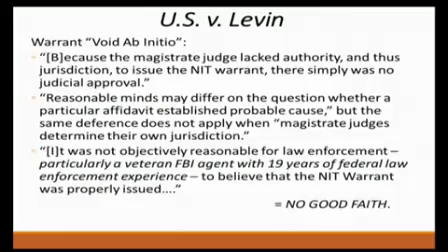 U.S. v. Levin
Warrant "Void Ab Initio":
• "[B]ecause the magistrate judge lacked authority, and thus
jurisdiction, to issue the NIT warrant, there simply was no
judicial approval."
• "Reasonable minds may differ on the question whether a
particular affidavit established probable cause," but the same
deference does not apply when "magistrate judges
determine their own jurisdiction."
• "[I]t was not objectively reasonable for law enforcement –
particularly a veteran FBI agent with 19 years of federal law
enforcement experience – to believe that the NIT Warrant
was properly issued...."
= NO GOOD FAITH.